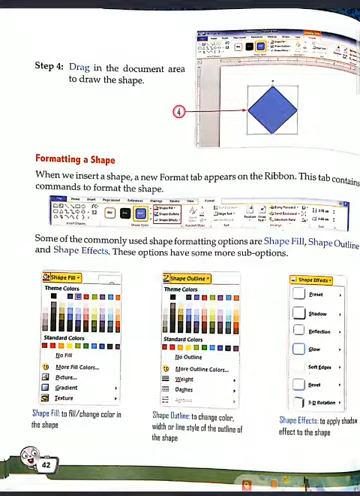 Step 4: Drag in the document area
to draw the shape.
4
Formatting a Shape
When we insert a shape, a new Format tab appears on the Ribbon. This tab contains
commands to format the shape.
Some of the commonly used shape formatting options are Shape Fill, Shape Outline
and Shape Effects. These options have some more sub-options.
Shape Fill
Theme Colors
Standard Colors
No Fill
More Fill Colors...
Picture...
Gradient
Texture
Shape Outline
Theme Colors
Standard Colors
No Outline
More Outline Colors...
Weight
Dashes
Arrows
Shape Effects
Preset
Shadow
Reflection
Glow
Soft Edges
Bevel
3-D Rotation
Shape Fill: to fill/change color in
the shape
Shape Outline: to change color,
width or line style of the outline of
the shape
Shape Effects: to apply shadow
effect to the shape
42